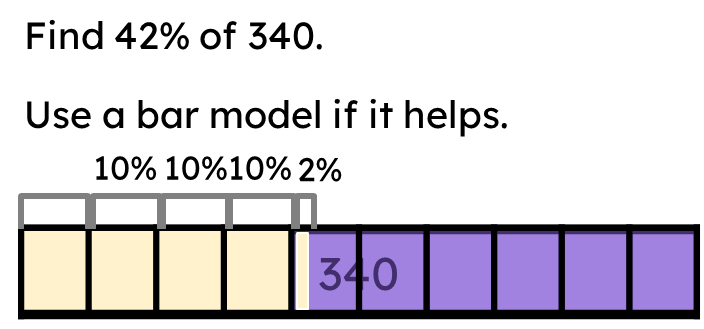 Find 42% of 340.
Use a bar model if it helps.
10% 10% 10% 2%
340